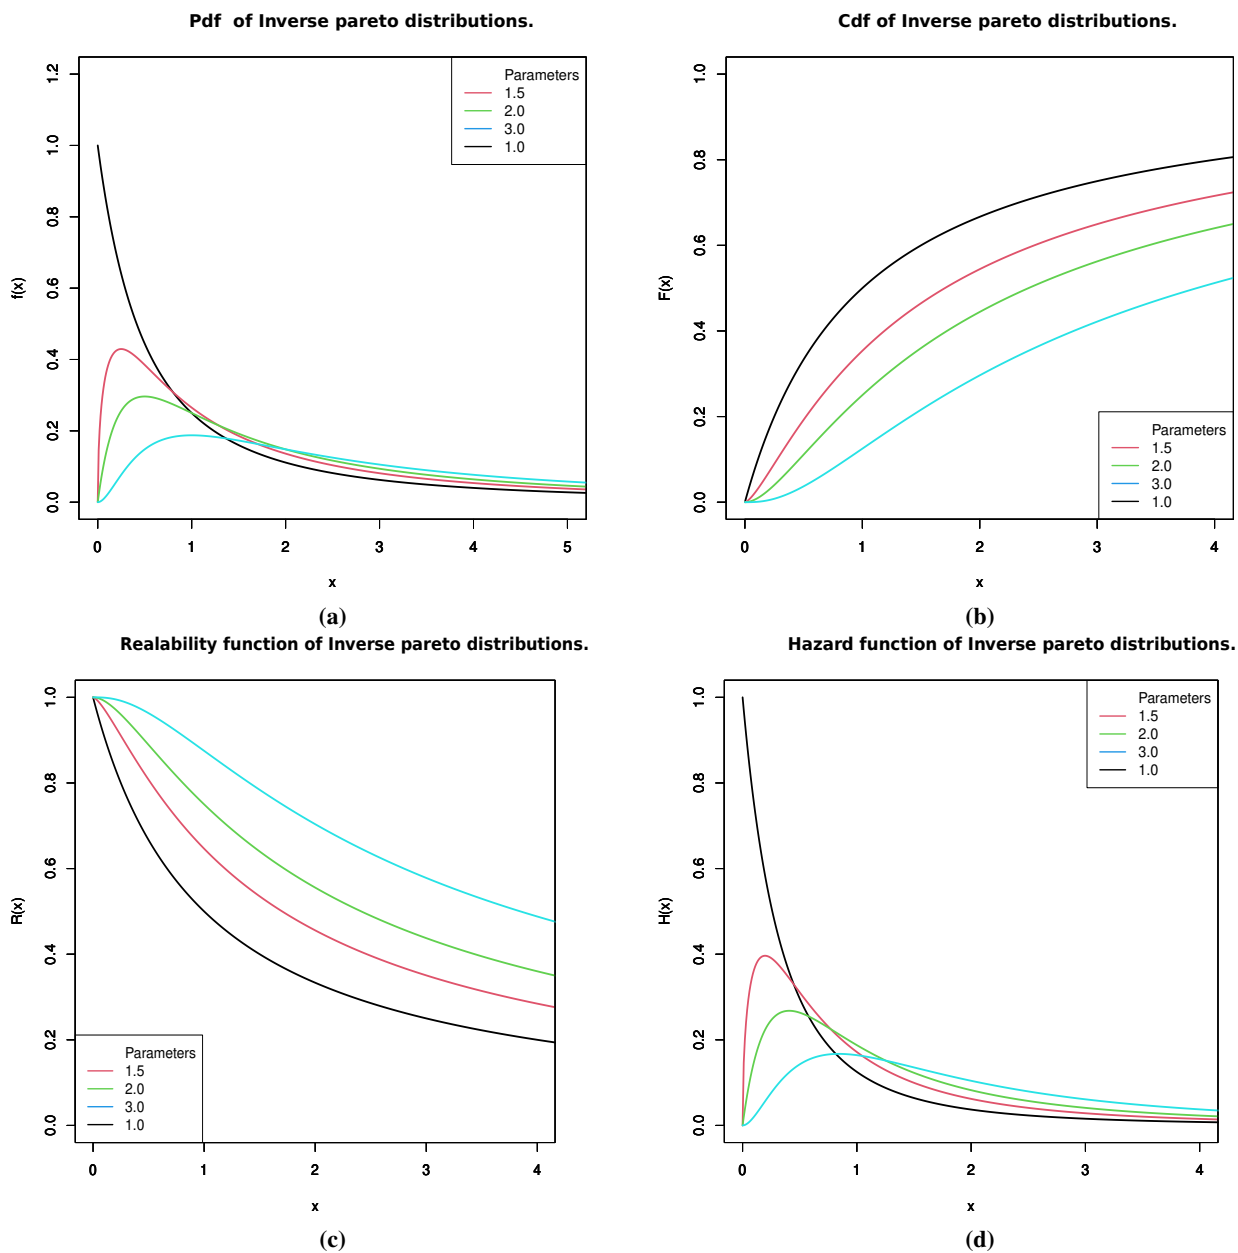 Pdf  of Inverse pareto distributions.
f(x)
1.2
1.0
0.8
0.6
0.4
0.2
0.0
Parameters
1.5
2.0
3.0
1.0
0 1 2 3 4 5
x
(a)
Cdf of Inverse pareto distributions.
F(x)
1.0
0.8
0.6
0.4
0.2
0.0
Parameters
1.5
2.0
3.0
1.0
0 1 2 3 4
x
(b)
Realability function of Inverse pareto distributions.
R(x)
1.0
0.8
0.6
0.4
0.2
0.0
Parameters
1.5
2.0
3.0
1.0
0 1 2 3 4
x
(c)
Hazard function of Inverse pareto distributions.
H(x)
1.0
0.8
0.6
0.4
0.2
0.0
Parameters
1.5
2.0
3.0
1.0
0 1 2 3 4
x
(d)